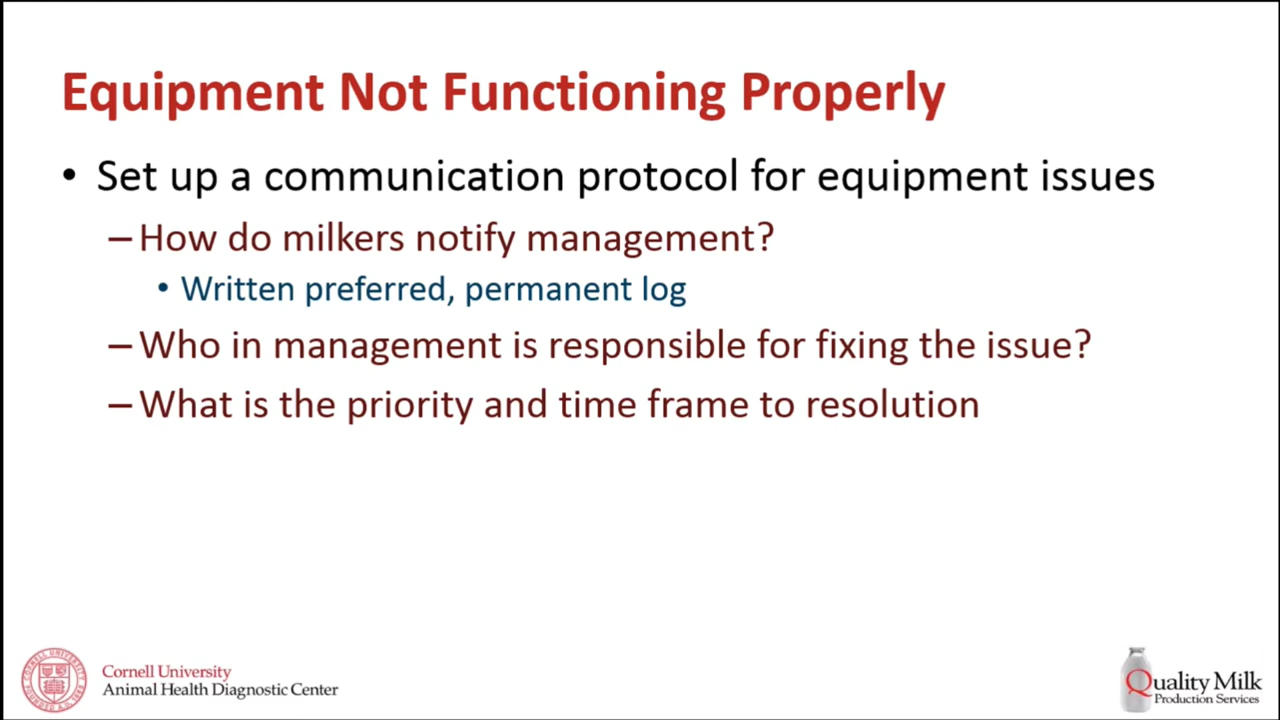 Equipment Not Functioning Properly
• Set up a communication protocol for equipment issues
– How do milkers notify management?
• Written preferred, permanent log
– Who in management is responsible for fixing the issue?
– What is the priority and time frame to resolution
Cornell University
Animal Health Diagnostic Center
Quality Milk
Production Services